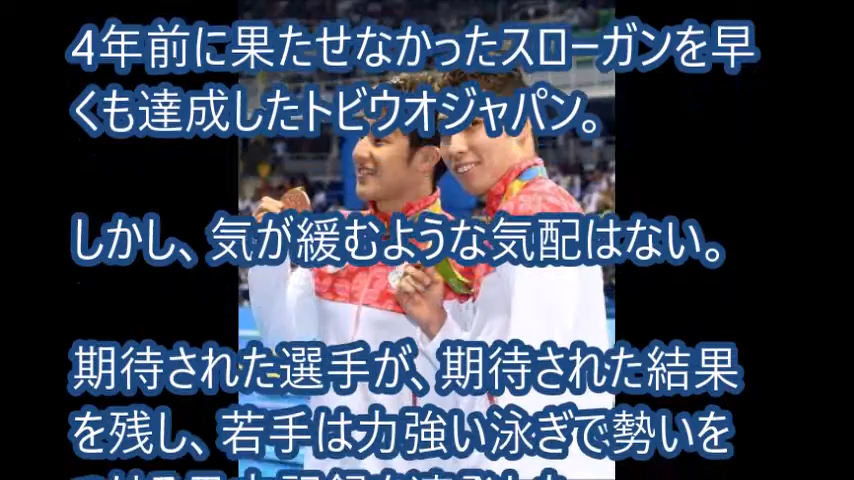 4年前に果たせなかったスローガンを早
くも達成したトビウオジャパン。
しかし、気が緩むような気配はない。
期待された選手が、期待された結果
を残し、若手は力強い泳ぎで勢いを